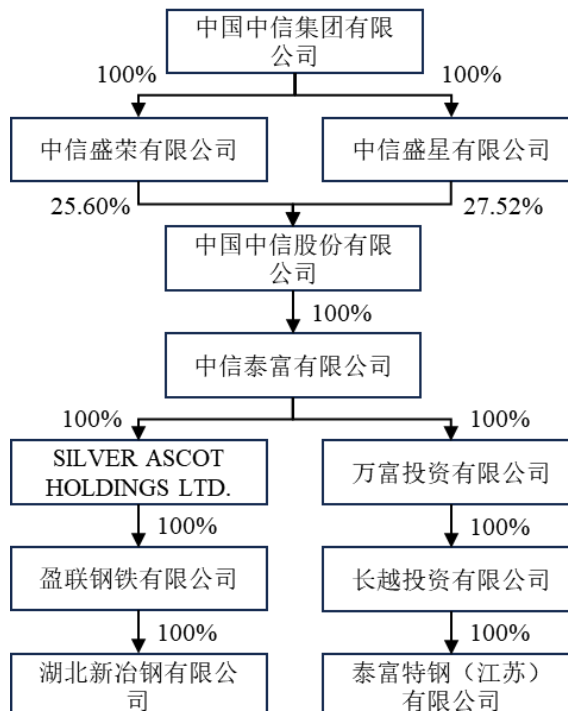 中国中信集团有限
公司
100%
100%
中信盛荣有限公司
中信盛星有限公司
25.60%
27.52%
中国中信股份有限
公司
100%
中信泰富有限公司
100%
100%
SILVER ASCOT
HOLDINGS LTD.
万富投资有限公司
100%
100%
盈联钢铁有限公司
长越投资有限公司
100%
100%
湖北新冶钢有限公
司
泰富特钢（江苏）
有限公司